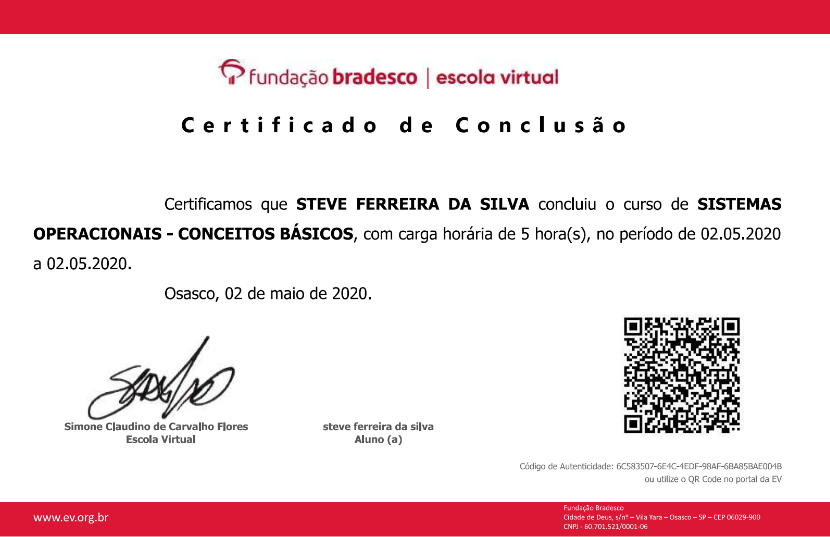 fundação bradesco | escola virtual
Certificado de Conclusão
Certificamos que STEVE FERREIRA DA SILVA concluiu o curso de SISTEMAS
OPERACIONAIS - CONCEITOS BÁSICOS, com carga horária de 5 hora(s), no período de 02.05.2020
a 02.05.2020.
Osasco, 02 de maio de 2020.
Simone Claudino de Carvalho Flores
Escola Virtual
steve ferreira da silva
Aluno (a)
Código de Autenticidade: 6C583507-6E4C-4EDF-98AF-6BA85BAE004B
ou utilize o QR Code no portal da EV
www.ev.org.br
Fundação Bradesco
Cidade de Deus, s/nº – Vila Yara – Osasco – SP – CEP 06029-900
CNPJ - 60.701.521/0001-06